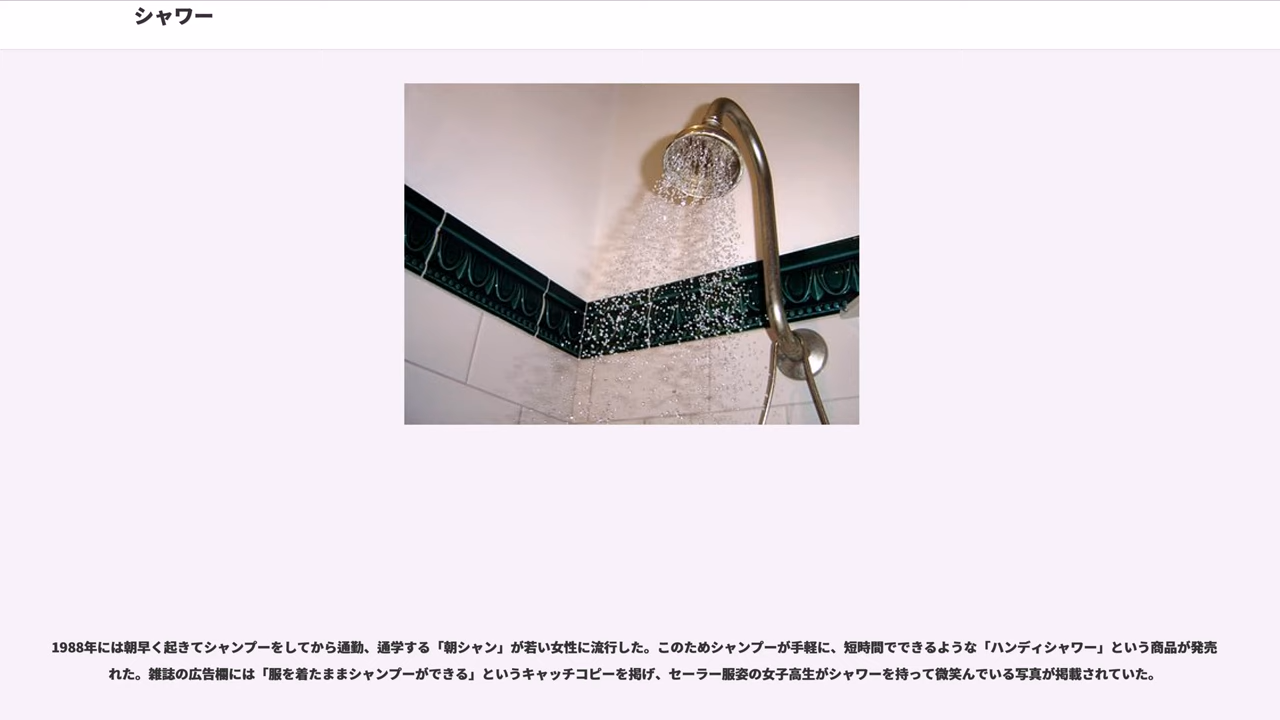 シャワー
1988年には朝早く起きてシャンプーをしてから通勤、通学する「朝シャン」が若い女性に流行した。このためシャンプーが手軽に、短時間でできるような「ハンディシャワー」という商品が発売
れた。雑誌の広告欄には「服を着たままシャンプーができる」というキャッチコピーを掲げ、セーラー服姿の女子高生がシャワーを持って微笑んでいる写真が掲載されていた。